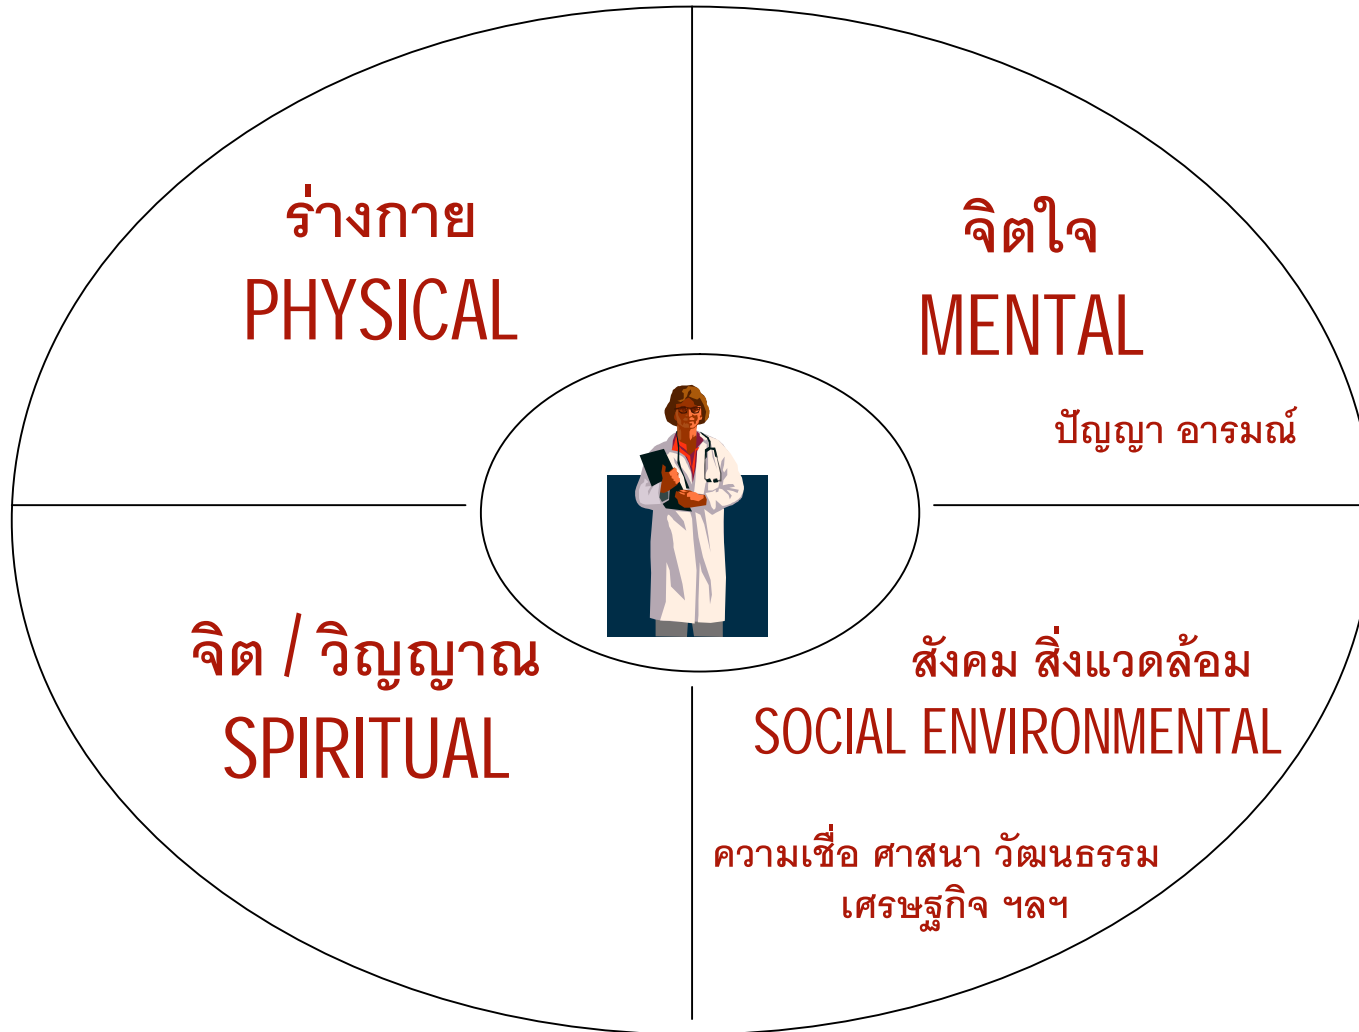 ร่างกาย
PHYSICAL
จิตใจ
MENTAL
ปัญญา อารมณ์
จิต / วิญญาณ
SPIRITUAL
สังคม สิ่งแวดล้อม
SOCIAL ENVIRONMENTAL
ความเชื่อ ศาสนา วัฒนธรรม
เศรษฐกิจ ฯลฯ